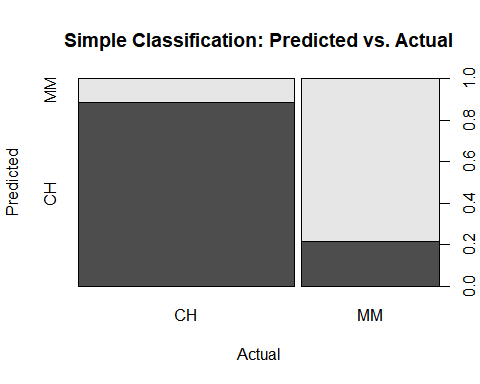 Simple Classification: Predicted vs. Actual
Predicted
MM
CH
1.0
0.8
0.6
0.4
0.2
0.0
CH MM
Actual